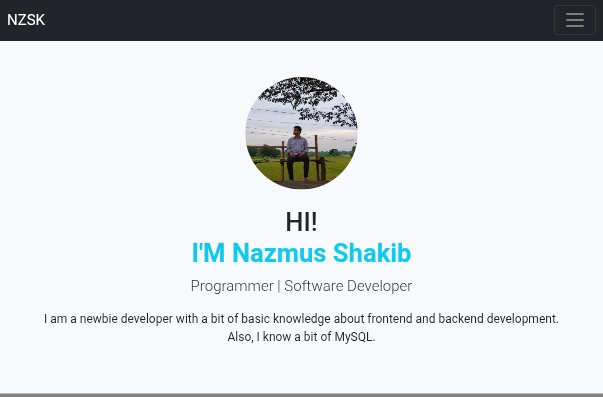 NZSK
HI!
I'M Nazmus Shakib
Programmer | Software Developer
I am a newbie developer with a bit of basic knowledge about frontend and backend development.
Also, I know a bit of MySQL.